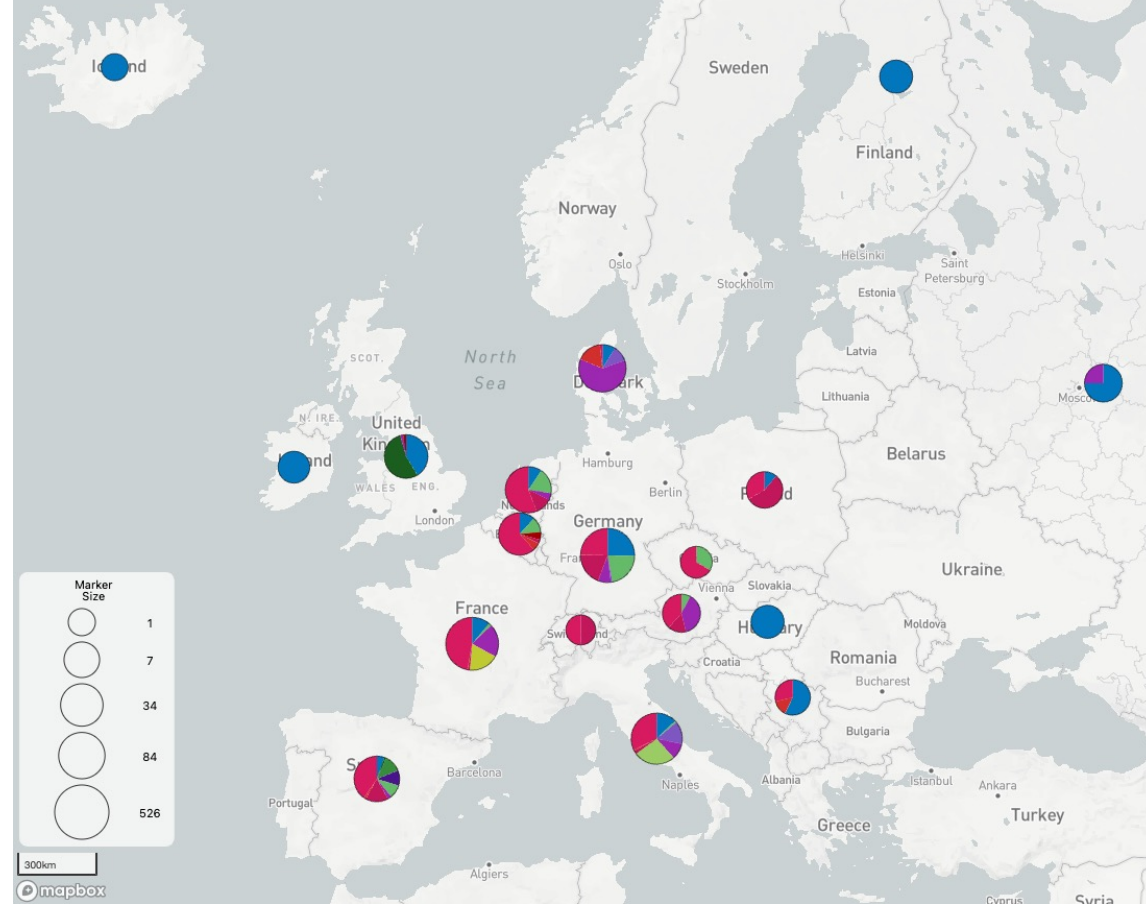 Iceland
Sweden
Finland
Norway
Helsinki
Oslo
Saint
Petersburg
Stockholm
Estonia
SCOT.
North
Sea
Latvia
Denmark
Moscow
Lithuania
N. IRE.
United
Kingdom
Ireland
Belarus
Hamburg
WALES
ENG.
Berlin
Poland
Netherlands
London
Germany
Ukraine
Vienna
Slovakia
France
Switzerland
Hungary
Moldova
Croatia
Romania
Bucharest
Bulgaria
Spain
Barcelona
Naples
Albania
Istanbul
Ankara
Portugal
Greece
Turkey
Algiers
Cyprus
Syria
Marker
Size
1
7
34
84
526
300km
mapbox